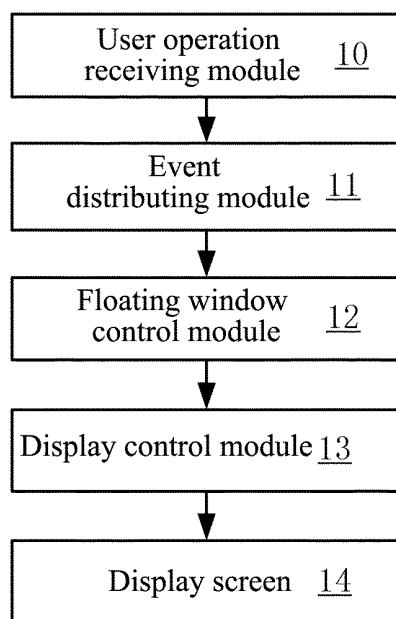 User operation
receiving module 10
Event
distributing module 11
Floating window
control module 12
Display control module 13
Display screen 14